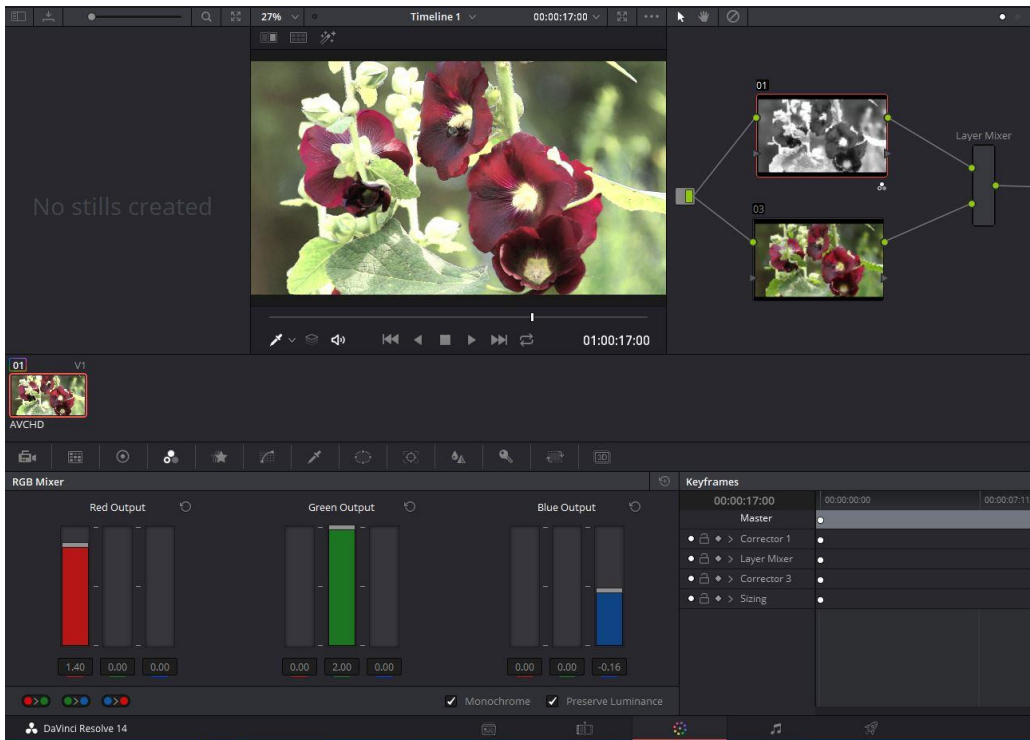 27%
Timeline 1
00:00:17:00
No stills created
01:00:17:00
01
03
Layer Mixer
01
V1
AVCHD
3D
RGB Mixer
Red Output
Green Output
Blue Output
1.40
0.00
0.00
0.00
2.00
0.00
0.00
0.00
-0.16
Monochrome
Preserve Luminance
Keyframes
00:00:17:00
00:00:00:00
00:00:07:11
Master
Corrector 1
Layer Mixer
Corrector 3
Sizing
DaVinci Resolve 14